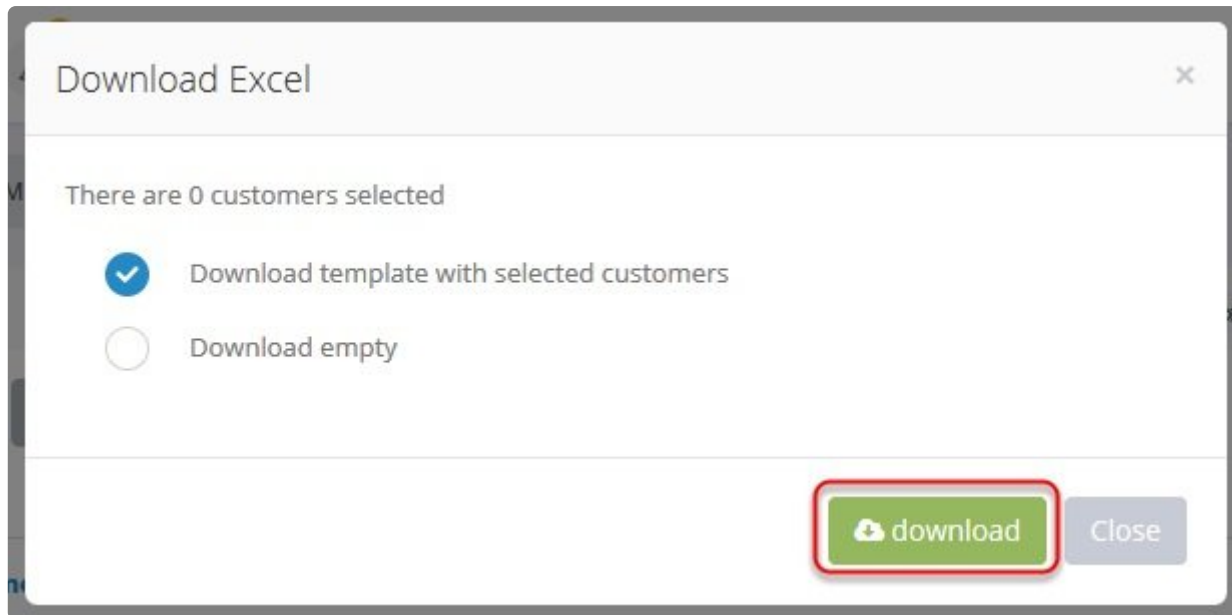 Download Excel
×
There are 0 customers selected
Download template with selected customers
Download empty
download
Close